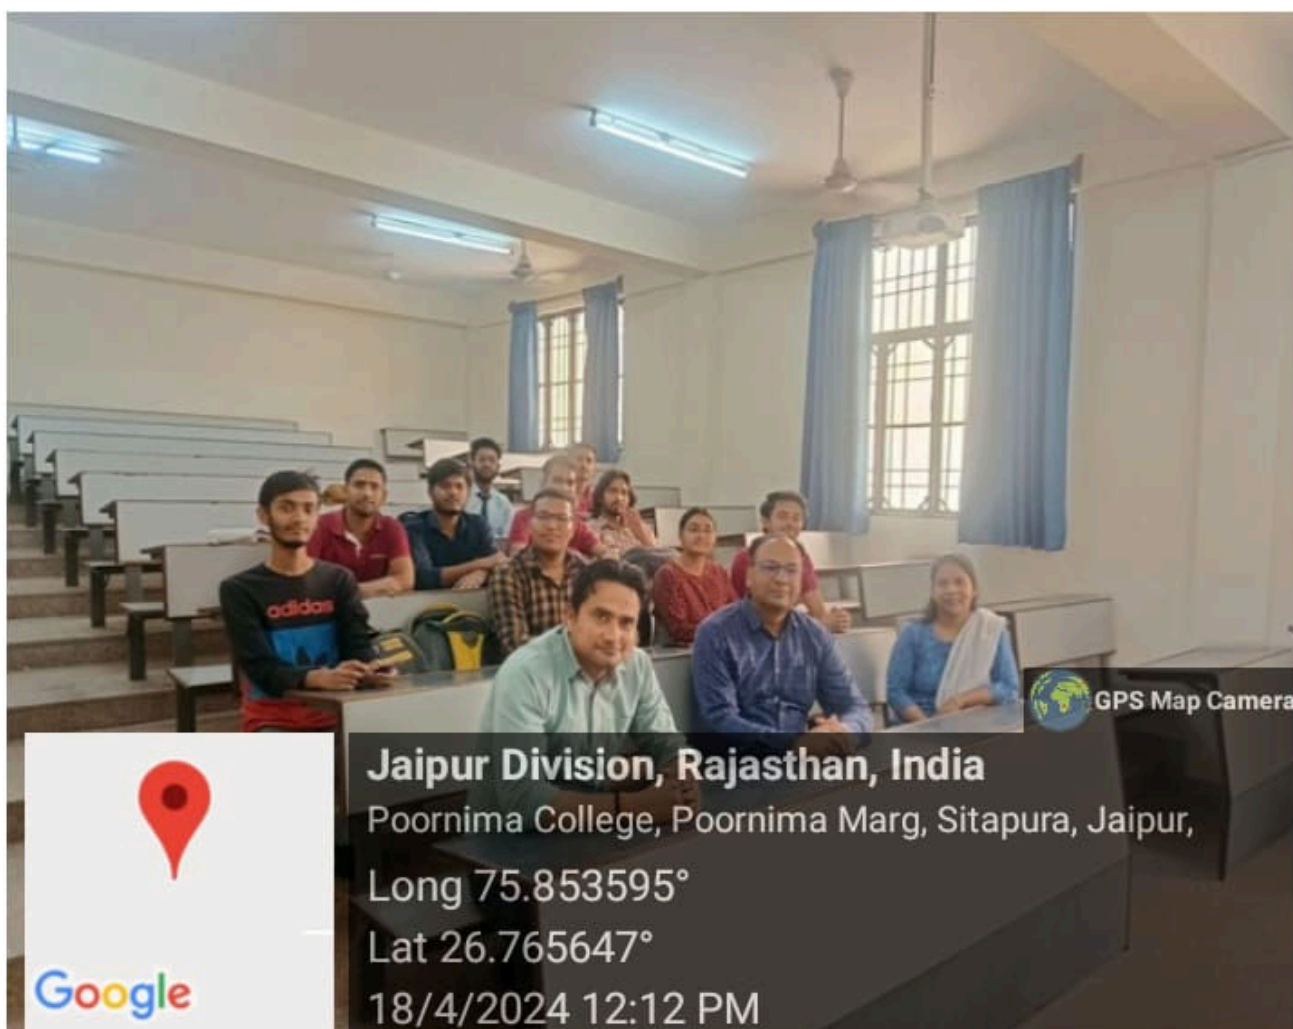 adidas
GPS Map Camera
Jaipur Division, Rajasthan, India
Poornima College, Poornima Marg, Sitapura, Jaipur,
Long 75.853595°
Lat 26.765647°
18/4/2024 12:12 PM
Google